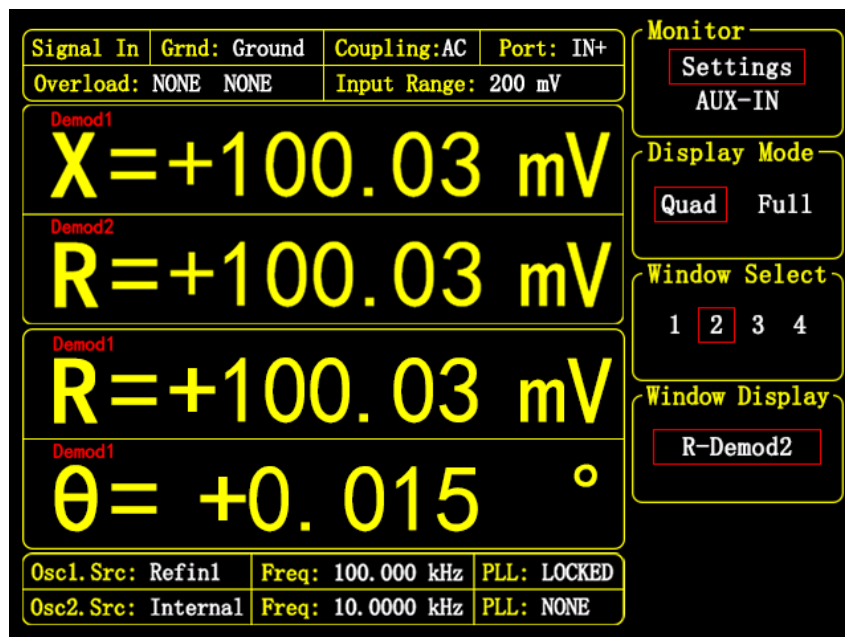 Signal In Grnd: Ground Coupling:AC Port: IN+
Overload: NONE NONE Input Range: 200 mV
Demod1
X=+100.03 mV
Demod2
R=+100.03 mV
Demod1
R=+100.03 mV
Demod1
θ= +0.015 °
Osc1.Src: Refin1 Freq: 100.000 kHz PLL: LOCKED
Osc2.Src: Internal Freq: 10.0000 kHz PLL: NONE
Monitor
Settings
AUX-IN
Display Mode
Quad Full
Window Select
1 2 3 4
Window Display
R-Demod2